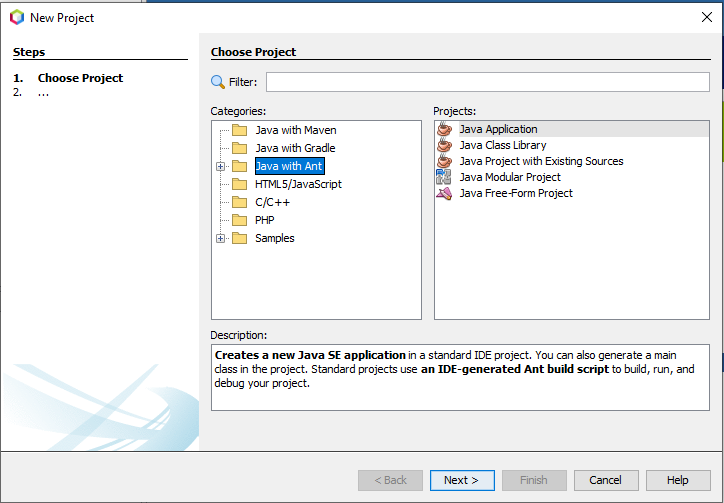 New Project
Steps
1. Choose Project
2. ...
Choose Project
Filter:
Categories:
Java with Maven
Java with Gradle
Java with Ant
HTML5/JavaScript
C/C++
PHP
Samples
Projects:
Java Application
Java Class Library
Java Project with Existing Sources
Java Modular Project
Java Free-Form Project
Description:
Creates a new Java SE application in a standard IDE project. You can also generate a main
class in the project. Standard projects use an IDE-generated Ant build script to build, run, and
debug your project.
< Back
Next >
Finish
Cancel
Help